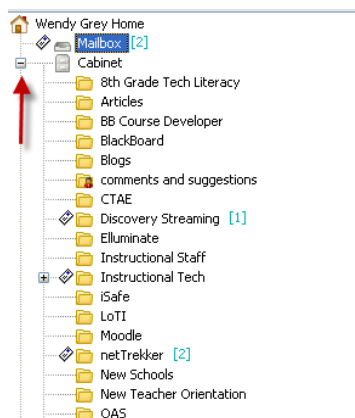 Wendy Grey Home
Mailbox [2]
Cabinet
8th Grade Tech Literacy
Articles
BB Course Developer
BlackBoard
Blogs
comments and suggestions
CTAE
Discovery Streaming [1]
Elluminate
Instructional Staff
Instructional Tech
iSafe
LoTI
Moodle
netTrekker [2]
New Schools
New Teacher Orientation
OAS